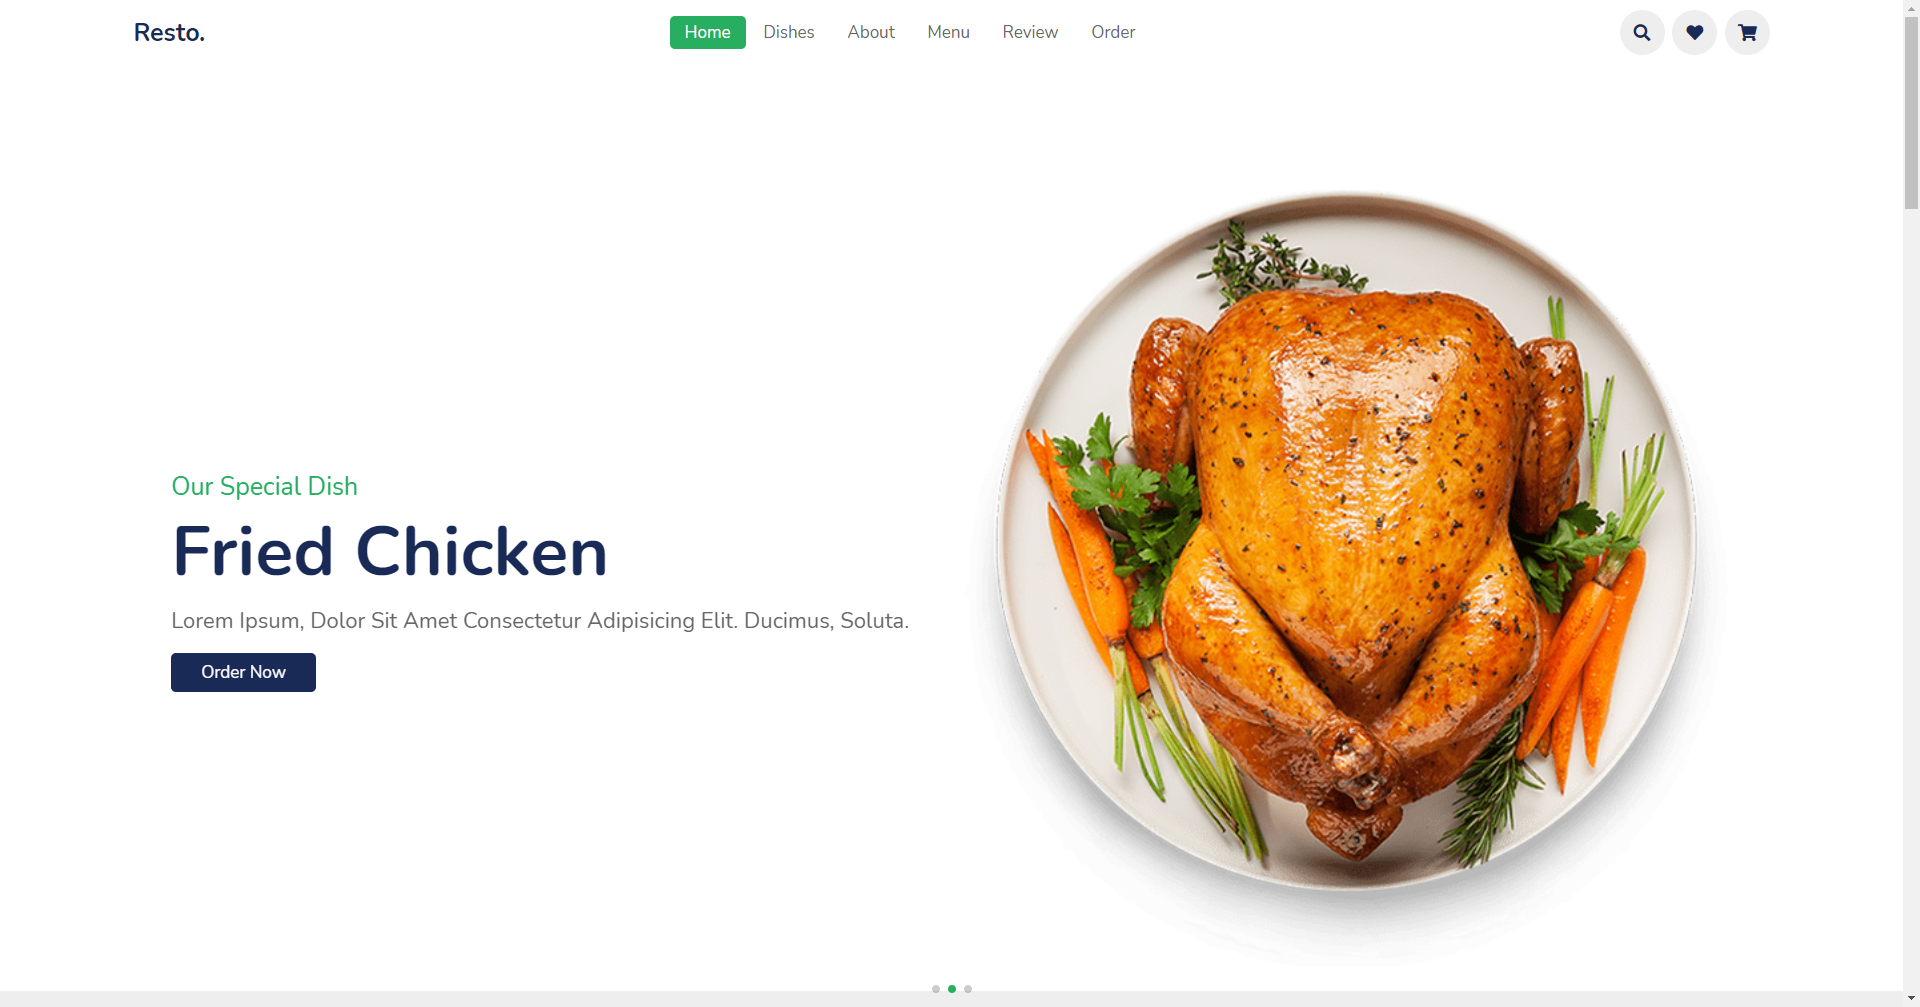 Resto.
Home Dishes About Menu Review Order
Our Special Dish
Fried Chicken
Lorem Ipsum, Dolor Sit Amet Consectetur Adipisicing Elit. Ducimus, Soluta.
Order Now